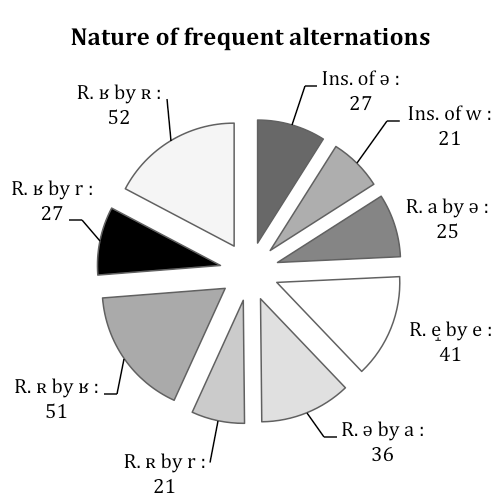 Nature of frequent alternations
Ins. of ə :
27
Ins. of w :
21
R. a by ə :
25
R. e̞ by e :
41
R. ə by a :
36
R. ʀ by r :
21
R. ʀ by ʁ :
51
R. ʁ by r :
27
R. ʁ by ʀ :
52